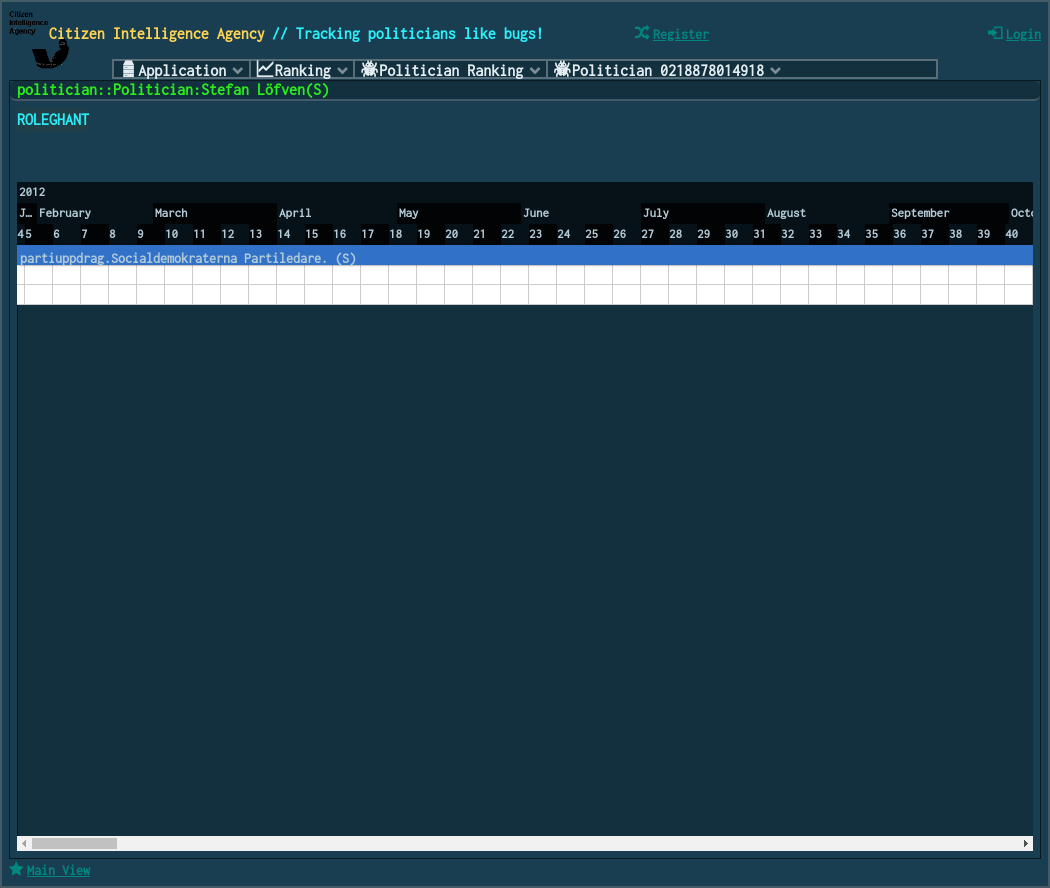 Citizen
Intelligence
Agency
Citizen Intelligence Agency // Tracking politicians like bugs!
Register
Login
Application
Ranking
Politician Ranking
Politician 0218878014918
politician::Politician:Stefan Löfven(S)
ROLEGHANT
2012
J… February March April May June July August September Octo
45 6 7 8 9 10 11 12 13 14 15 16 17 18 19 20 21 22 23 24 25 26 27 28 29 30 31 32 33 34 35 36 37 38 39 40
partiuppdrag.Socialdemokraterna Partiledare. (S)
Main View